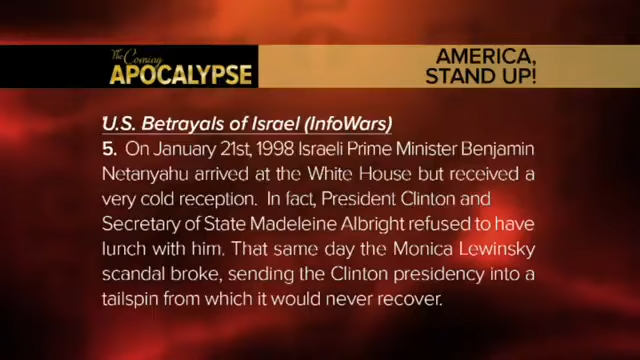 The Coming
APOCALYPSE
AMERICA,
STAND UP!
U.S. Betrayals of Israel (InfoWars)
5. On January 21st, 1998 Israeli Prime Minister Benjamin
Netanyahu arrived at the White House but received a
very cold reception. In fact, President Clinton and
Secretary of State Madeleine Albright refused to have
lunch with him. That same day the Monica Lewinsky
scandal broke, sending the Clinton presidency into a
tailspin from which it would never recover.